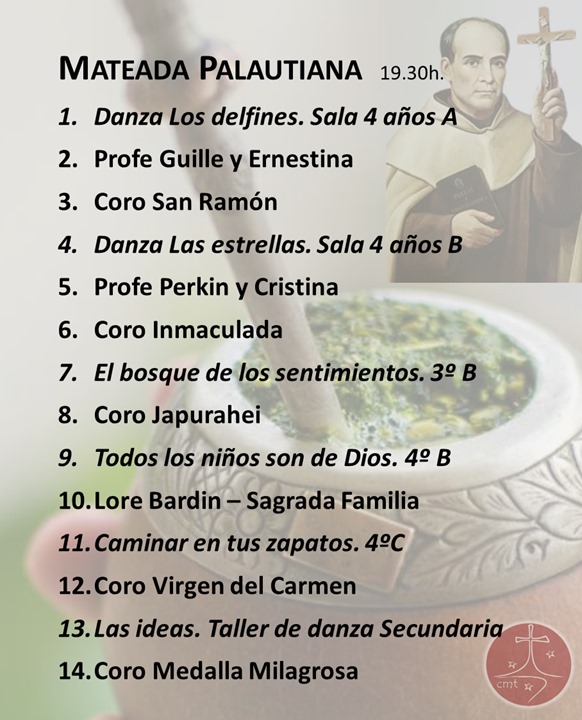 MATEADA PALAUTIANA 19.30h.
1. Danza Los delfines. Sala 4 años A
2. Profe Guille y Ernestina
3. Coro San Ramón
4. Danza Las estrellas. Sala 4 años B
5. Profe Perkin y Cristina
6. Coro Inmaculada
7. El bosque de los sentimientos. 3º B
8. Coro Japurahei
9. Todos los niños son de Dios. 4º B
10. Lore Bardin – Sagrada Familia
11. Caminar en tus zapatos. 4ºC
12. Coro Virgen del Carmen
13. Las ideas. Taller de danza Secundaria
14. Coro Medalla Milagrosa
cmt